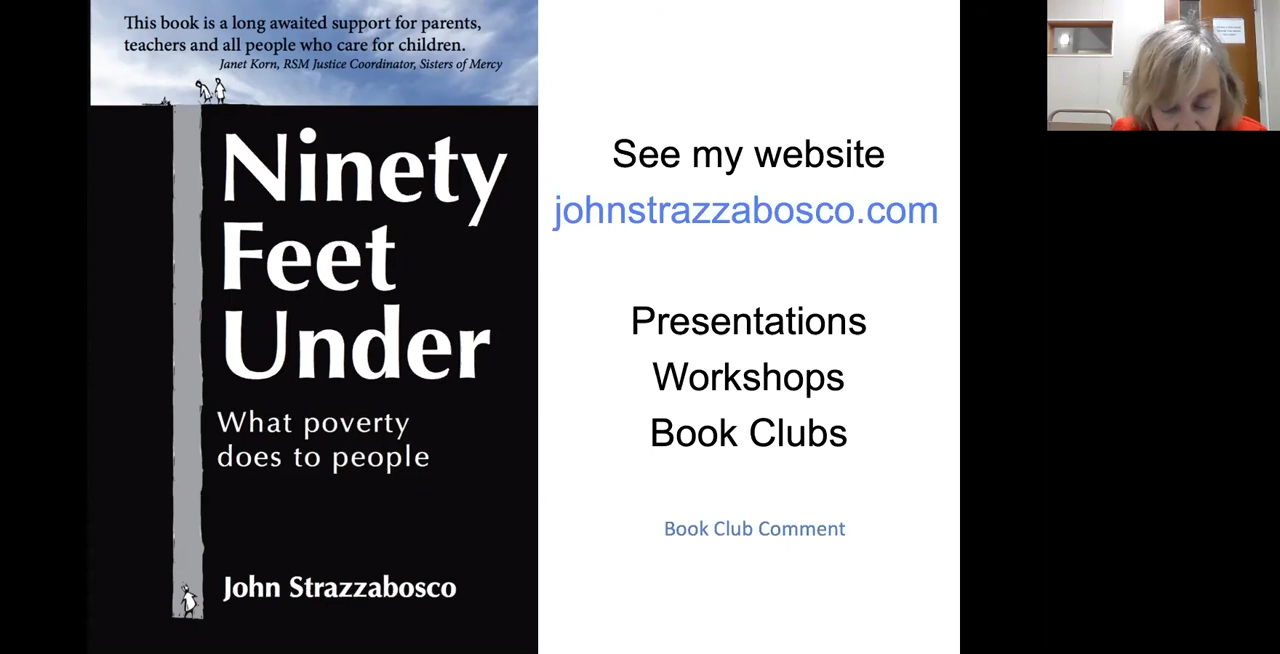 This book is a long awaited support for parents,
teachers and all people who care for children.
Janet Korn, RSM Justice Coordinator, Sisters of Mercy
Ninety
Feet
Under
What poverty
does to people
John Strazzabosco
See my website
johnstrazzabosco.com
Presentations
Workshops
Book Clubs
Book Club Comment